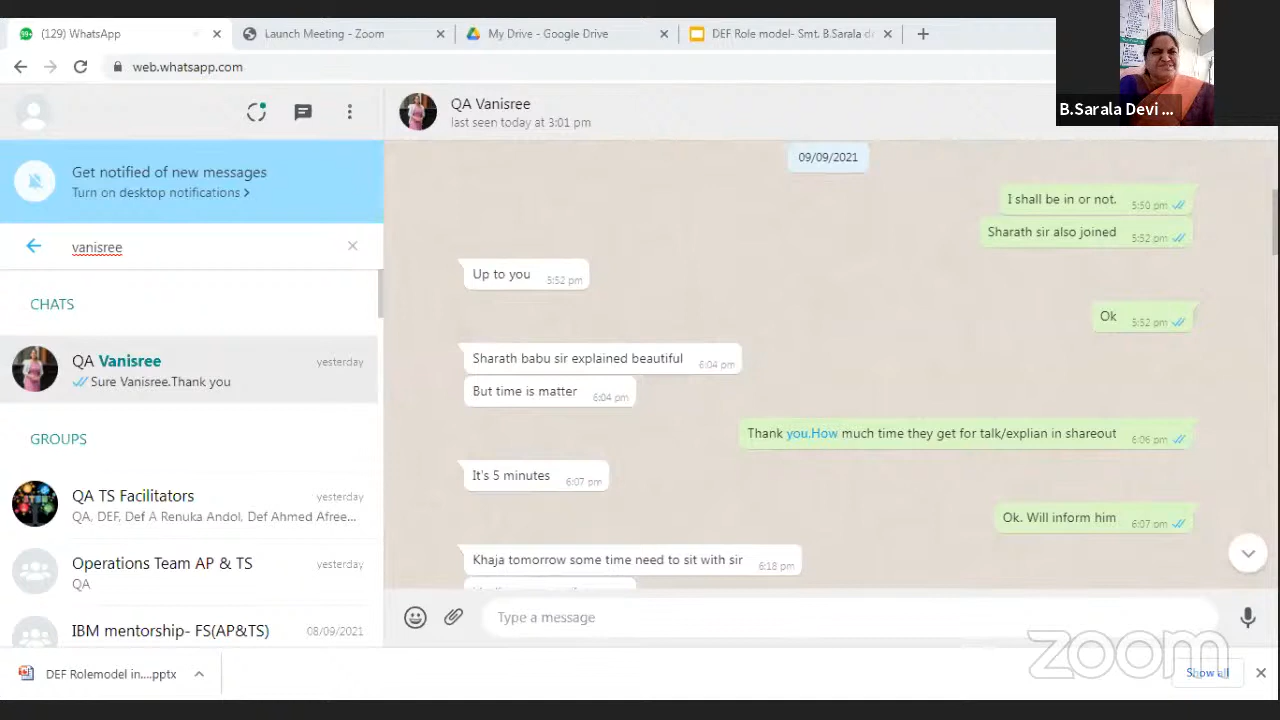 (129) WhatsApp
Launch Meeting - Zoom
My Drive - Google Drive
DEF Role model- Smt. B.Sarala d
web.whatsapp.com
B.Sarala Devi ...
QA Vanisree
last seen today at 3:01 pm
Get notified of new messages
Turn on desktop notifications >
vanisree
CHATS
QA Vanisree
yesterday
Sure Vanisree.Thank you
GROUPS
QA TS Facilitators
yesterday
QA, DEF, Def A Renuka Andol, Def Ahmed Afree...
Operations Team AP & TS
yesterday
QA
IBM mentorship- FS(AP&TS)
08/09/2021
09/09/2021
I shall be in or not. 5:50 pm
Sharath sir also joined 5:52 pm
Up to you 5:52 pm
Ok 5:52 pm
Sharath babu sir explained beautiful 6:04 pm
But time is matter 6:04 pm
Thank you.How much time they get for talk/explian in shareout 6:06 pm
It's 5 minutes 6:07 pm
Ok. Will inform him 6:07 pm
Khaja tomorrow some time need to sit with sir 6:18 pm
Type a message
zoom
DEF Rolemodel in....pptx
Show all